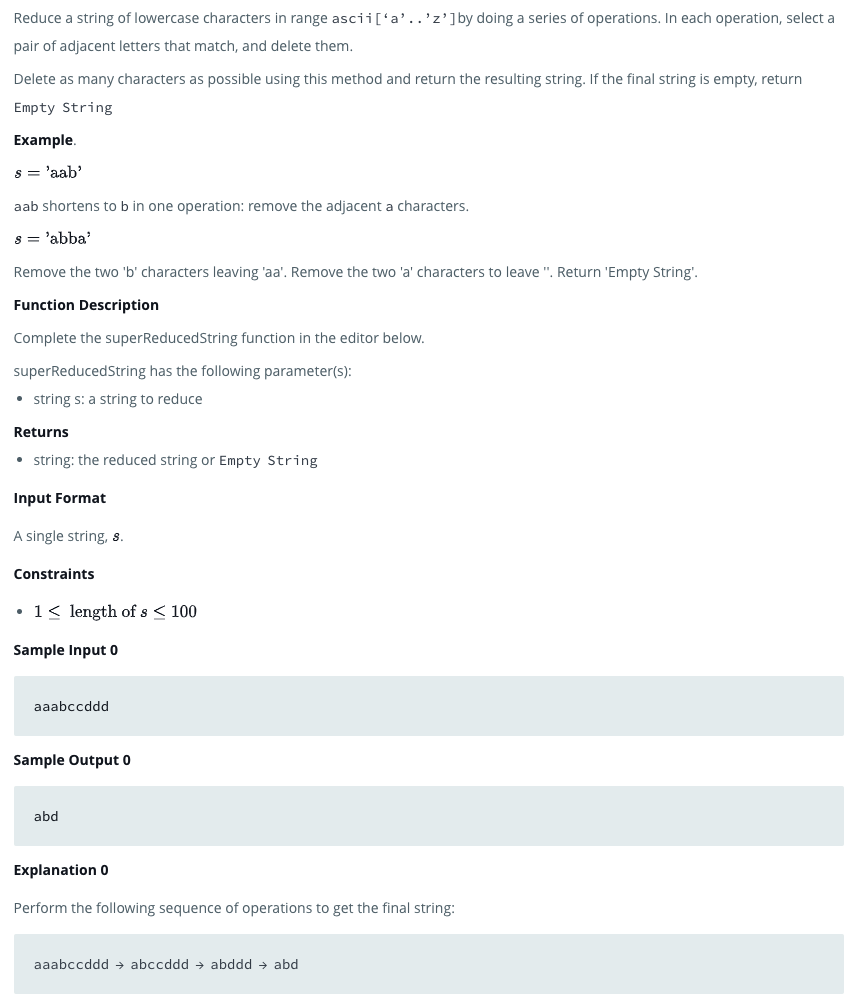 Reduce a string of lowercase characters in range ascii[‘a’..’z’]by doing a series of operations. In each operation, select a
pair of adjacent letters that match, and delete them.
Delete as many characters as possible using this method and return the resulting string. If the final string is empty, return
Empty String
Example.
s = ’aab’
aab shortens to b in one operation: remove the adjacent a characters.
s = ’abba’
Remove the two 'b' characters leaving 'aa'. Remove the two 'a' characters to leave ''. Return 'Empty String'.
Function Description
Complete the superReducedString function in the editor below.
superReducedString has the following parameter(s):
• string s: a string to reduce
Returns
• string: the reduced string or Empty String
Input Format
A single string, s.
Constraints
• 1 ≤ length of s ≤ 100
Sample Input 0
aaabccddd
Sample Output 0
abd
Explanation 0
Perform the following sequence of operations to get the final string:
aaabccddd → abccddd → abddd → abd